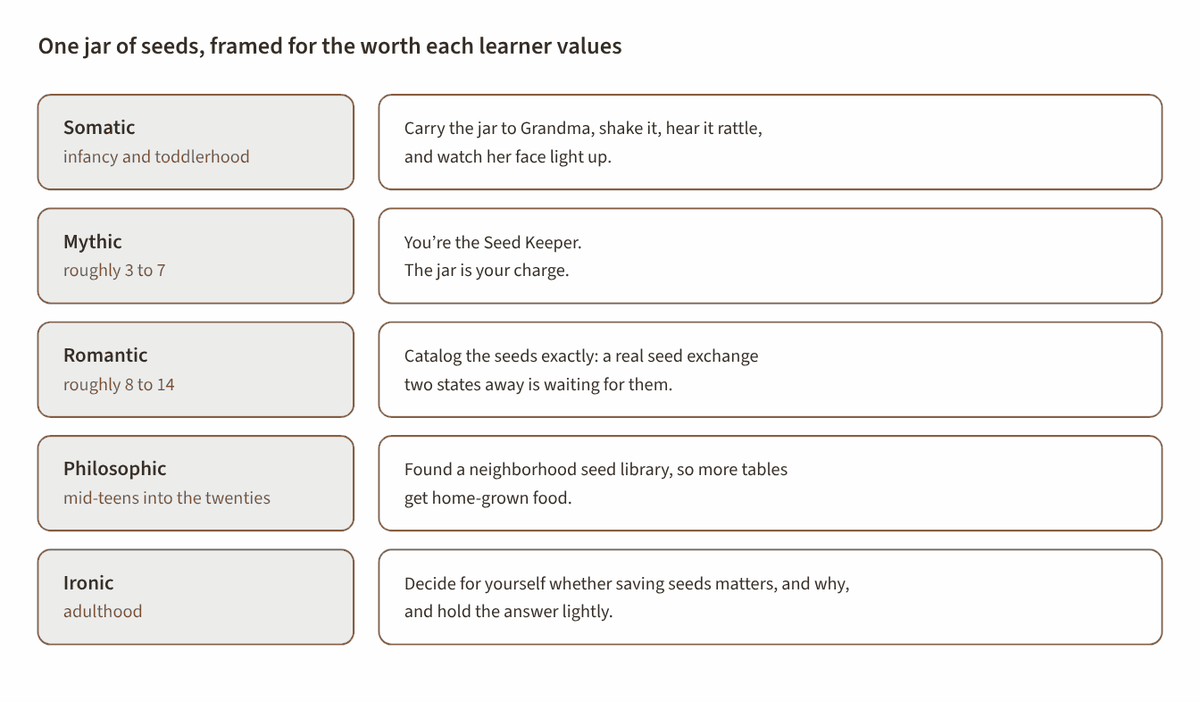 One jar of seeds, framed for the worth each learner values
Somatic
infancy and toddlerhood
Carry the jar to Grandma, shake it, hear it rattle,
and watch her face light up.
Mythic
roughly 3 to 7
You’re the Seed Keeper.
The jar is your charge.
Romantic
roughly 8 to 14
Catalog the seeds exactly: a real seed exchange
two states away is waiting for them.
Philosophic
mid-teens into the twenties
Found a neighborhood seed library, so more tables
get home-grown food.
Ironic
adulthood
Decide for yourself whether saving seeds matters, and why,
and hold the answer lightly.